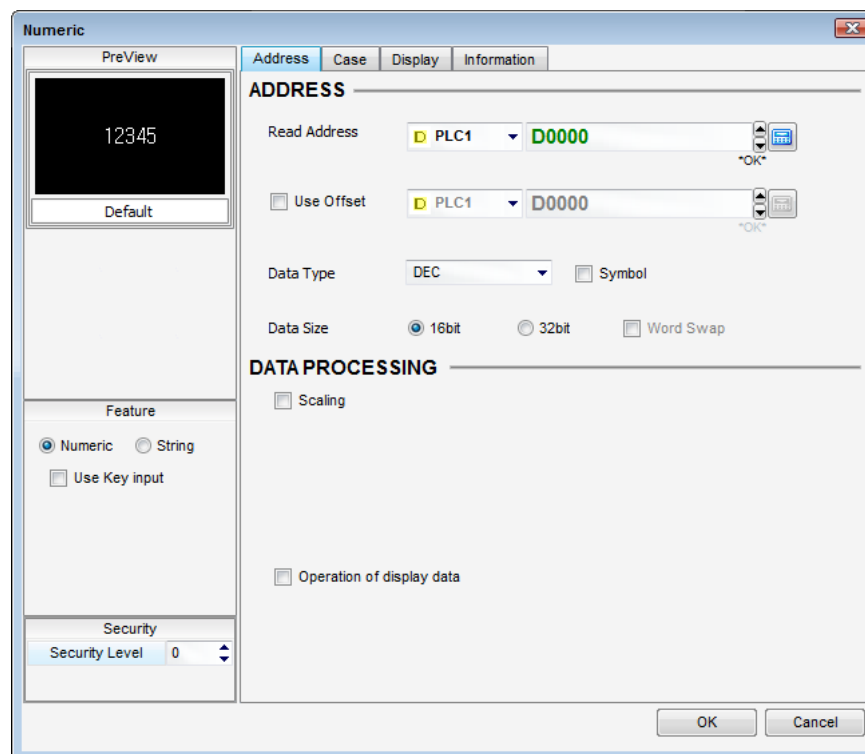 Numeric
PreView
12345
Default
Feature
Numeric String
Use Key input
Security
Security Level 0
Address Case Display Information
ADDRESS
Read Address D PLC1 D0000
*OK*
Use Offset D PLC1 D0000
*OK*
Data Type DEC Symbol
Data Size 16bit 32bit Word Swap
DATA PROCESSING
Scaling
Operation of display data
OK Cancel